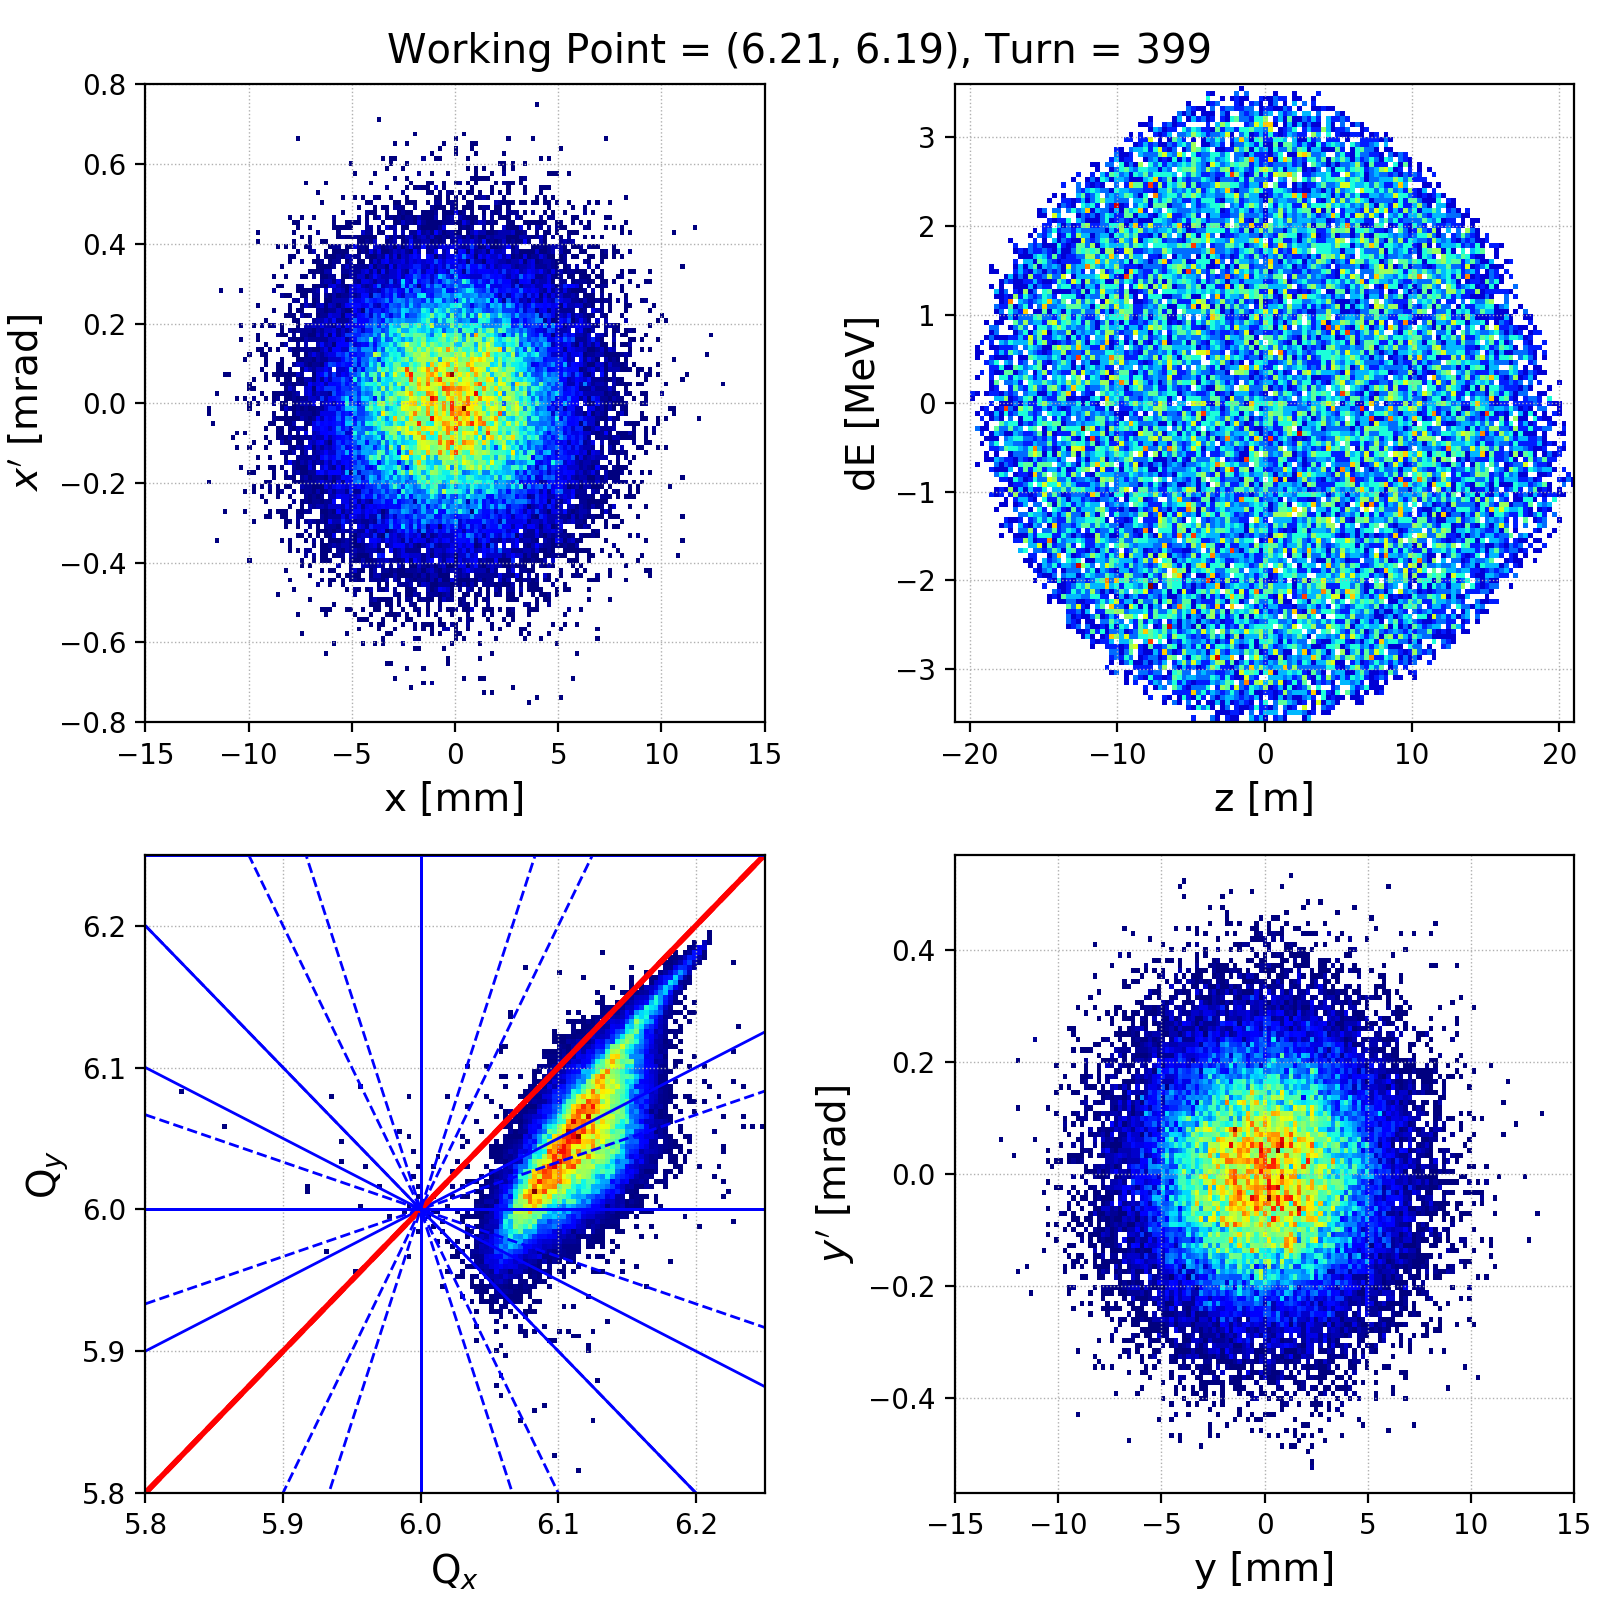 Working Point = (6.21, 6.19), Turn = 399
0.8
0.6
0.4
0.2
0.0
−0.2
−0.4
−0.6
−0.8
x′ [mrad]
−15 −10 −5 0 5 10 15
x [mm]
3
2
1
0
−1
−2
−3
dE [MeV]
−20 −10 0 10 20
z [m]
6.2
6.1
6.0
5.9
5.8
Qy
5.8 5.9 6.0 6.1 6.2
Qx
0.4
0.2
0.0
−0.2
−0.4
y′ [mrad]
−15 −10 −5 0 5 10 15
y [mm]